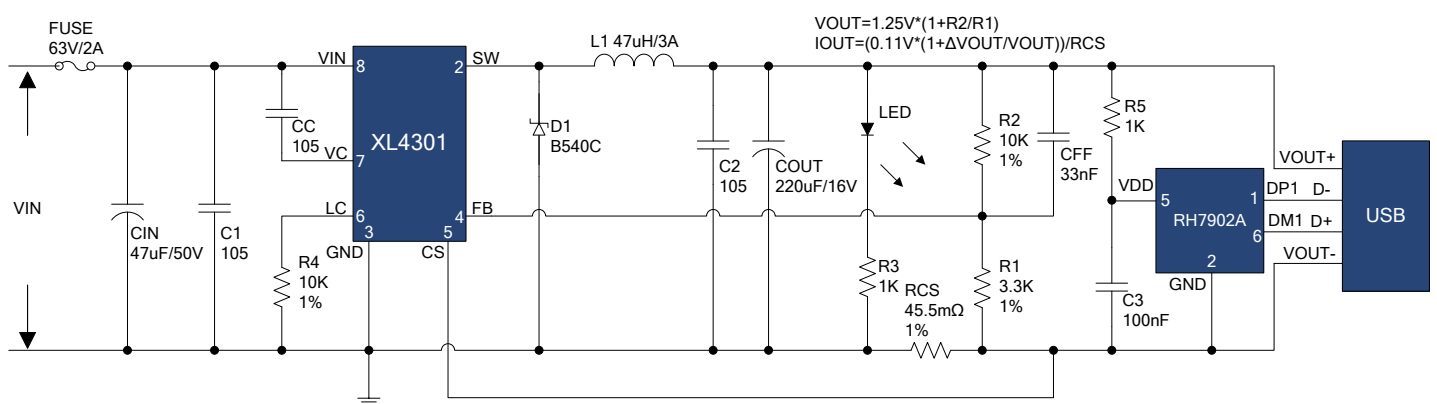 FUSE
63V/2A
VOUT=1.25V*(1+R2/R1)
IOUT=(0.11V*(1+ΔVOUT/VOUT))/RCS
L1 47uH/3A
VIN
8
2
SW
XL4301
CC
105
VC
7
LC
6
4
FB
3
5
GND
CS
VIN
CIN
47uF/50V
C1
105
R4
10K
1%
D1
B540C
C2
105
COUT
220uF/16V
LED
R3
1K
RCS
45.5mΩ
1%
R2
10K
1%
CFF
33nF
R1
3.3K
1%
R5
1K
VDD
5
RH7902A
1
6
2
GND
C3
100nF
VOUT+
DP1 D-
DM1 D+
VOUT-
USB